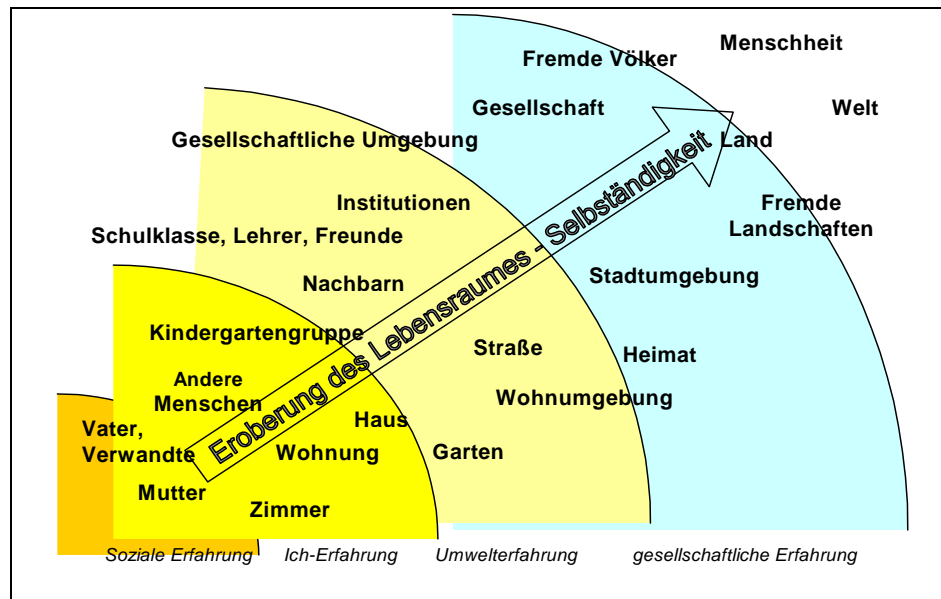 Menschheit
Fremde Völker
Gesellschaft
Welt
Gesellschaftliche Umgebung
Land
Institutionen
Fremde
Landschaften
Schulklasse, Lehrer, Freunde
Nachbarn
Stadtumgebung
Eroberung des Lebensraumes - Selbständigkeit
Kindergartengruppe
Straße
Heimat
Andere
Menschen
Wohnumgebung
Haus
Vater,
Verwandte
Wohnung
Garten
Mutter
Zimmer
Soziale Erfahrung
Ich-Erfahrung
Umwelterfahrung
gesellschaftliche Erfahrung